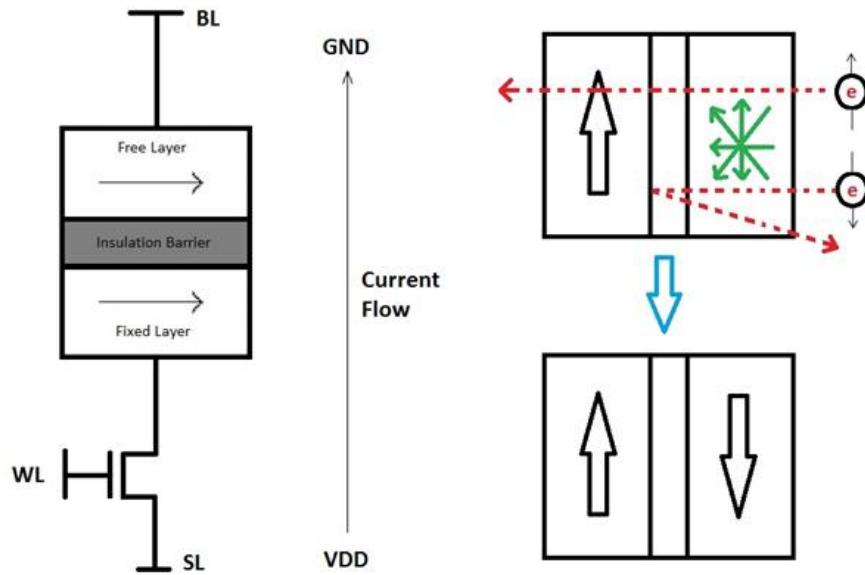 BL
GND
Free Layer
Insulation Barrier
Fixed Layer
Current
Flow
WL
SL
VDD
e
e